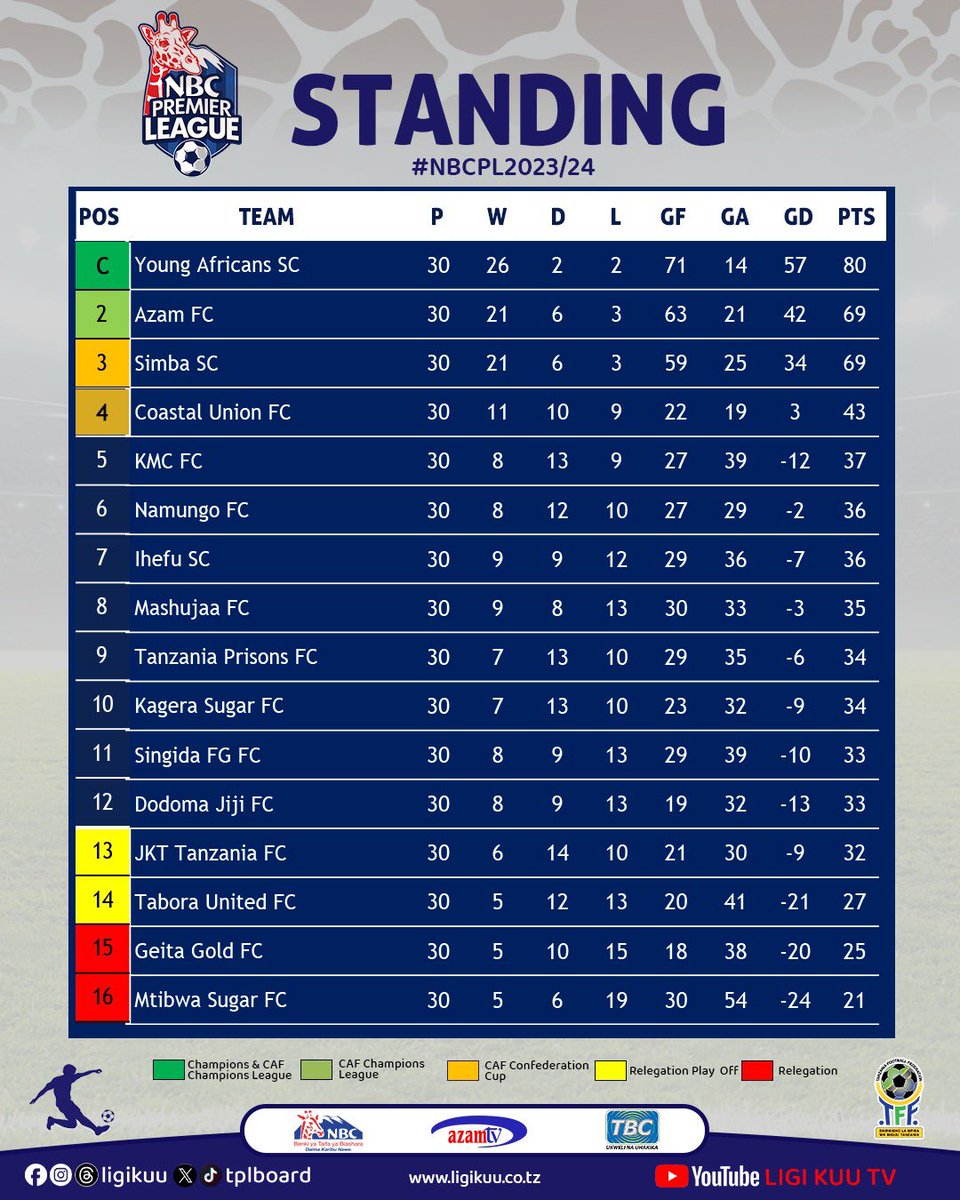 NBC
PREMIER
LEAGUE
STANDING
#NBCPL2023/24
POS TEAM P W D L GF GA GD PTS
C Young Africans SC 30 26 2 2 71 14 57 80
2 Azam FC 30 21 6 3 63 21 42 69
3 Simba SC 30 21 6 3 59 25 34 69
4 Coastal Union FC 30 11 10 9 22 19 3 43
5 KMC FC 30 8 13 9 27 39 -12 37
6 Namungo FC 30 8 12 10 27 29 -2 36
7 Ihefu SC 30 9 9 12 29 36 -7 36
8 Mashujaa FC 30 9 8 13 30 33 -3 35
9 Tanzania Prisons FC 30 7 13 10 29 35 -6 34
10 Kagera Sugar FC 30 7 13 10 23 32 -9 34
11 Singida FG FC 30 8 9 13 29 39 -10 33
12 Dodoma Jiji FC 30 8 9 13 19 32 -13 33
13 JKT Tanzania FC 30 6 14 10 21 30 -9 32
14 Tabora United FC 30 5 12 13 20 41 -21 27
15 Geita Gold FC 30 5 10 15 18 38 -20 25
16 Mtibwa Sugar FC 30 5 6 19 30 54 -24 21
Champions & CAF
Champions League
CAF Champions
League
CAF Confederation
Cup
Relegation Play Off
Relegation
TANZANIA FOOTBALL FEDERATION
TFF
SHIRIKISHO LA MPIRA
WA MIGUU TANZANIA
NBC
Benki ya Taifa ya Biashara
Daima Karibu Nawe.
azamtv
TBC
UKWELI NA UHAKIKA
ligikuu tplboard
www.ligikuu.co.tz
YouTube LIGI KUU TV